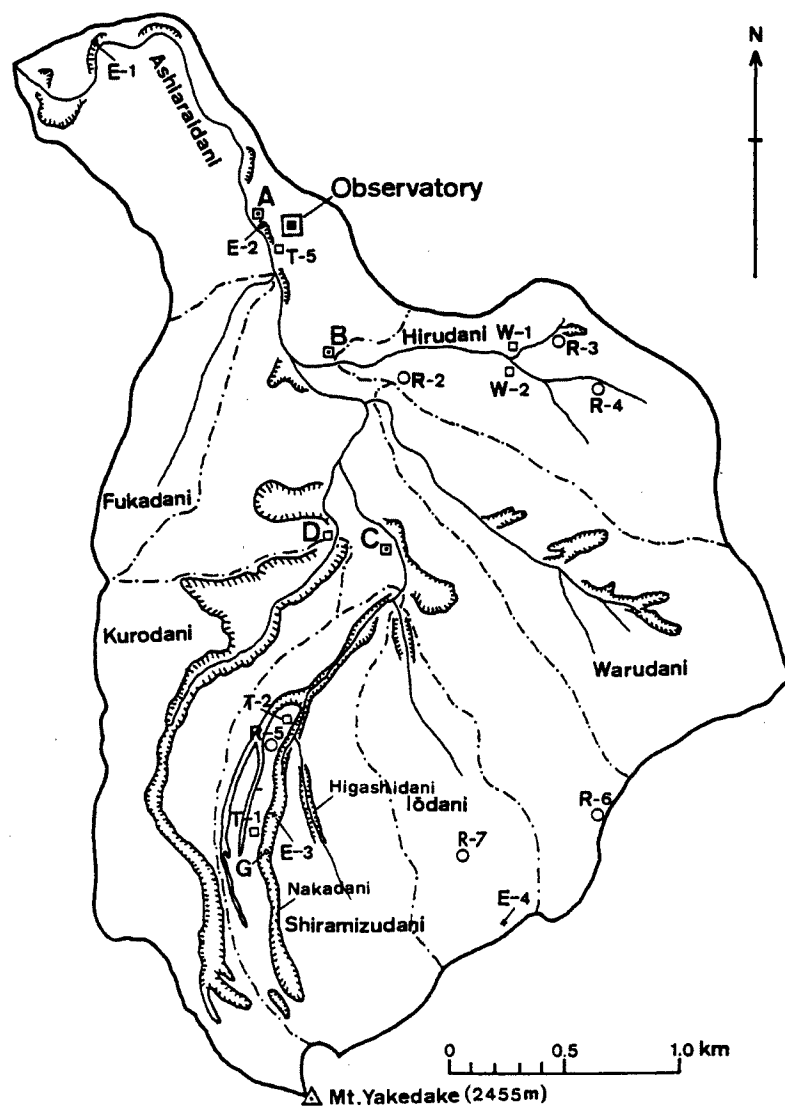 N
E-1
Ashiaraidani
A
Observatory
E-2
T-5
B
Hirudani
W-1
R-3
R-2
W-2
R-4
Fukadani
D
C
Kurodani
Warudani
T-2
R-5
Higashidani
Iōdani
R-6
T-1
E-3
R-7
G
Nakadani
E-4
Shiramizudani
0 0.5 1.0 km
Mt. Yakedake (2455m)